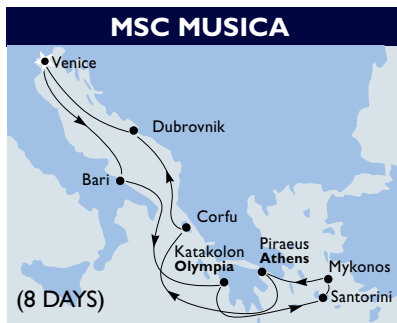 MSC MUSICA
Venice
Dubrovnik
Bari
Corfu
Katakolon
Olympia
Piraeus
Athens
Mykonos
Santorini
(8 DAYS)